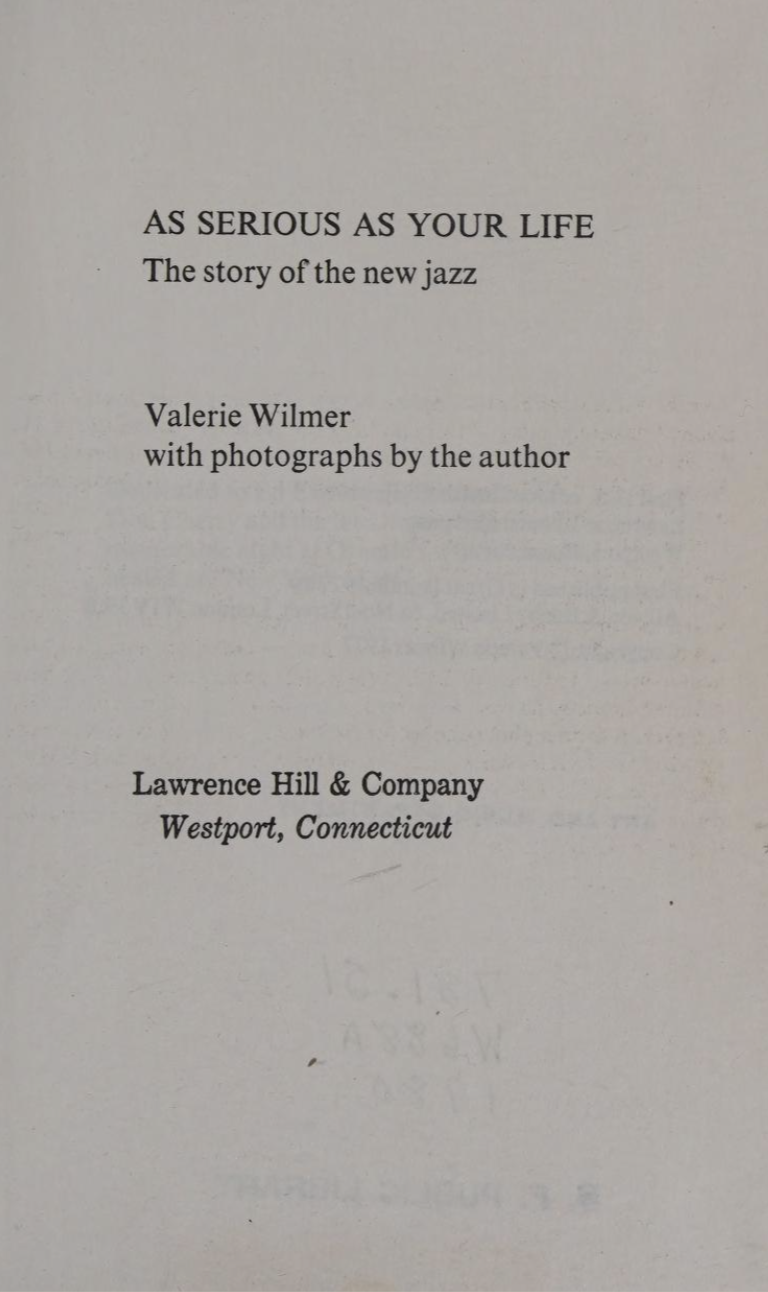 AS SERIOUS AS YOUR LIFE
The story of the new jazz
Valerie Wilmer
with photographs by the author
Lawrence Hill & Company
Westport, Connecticut